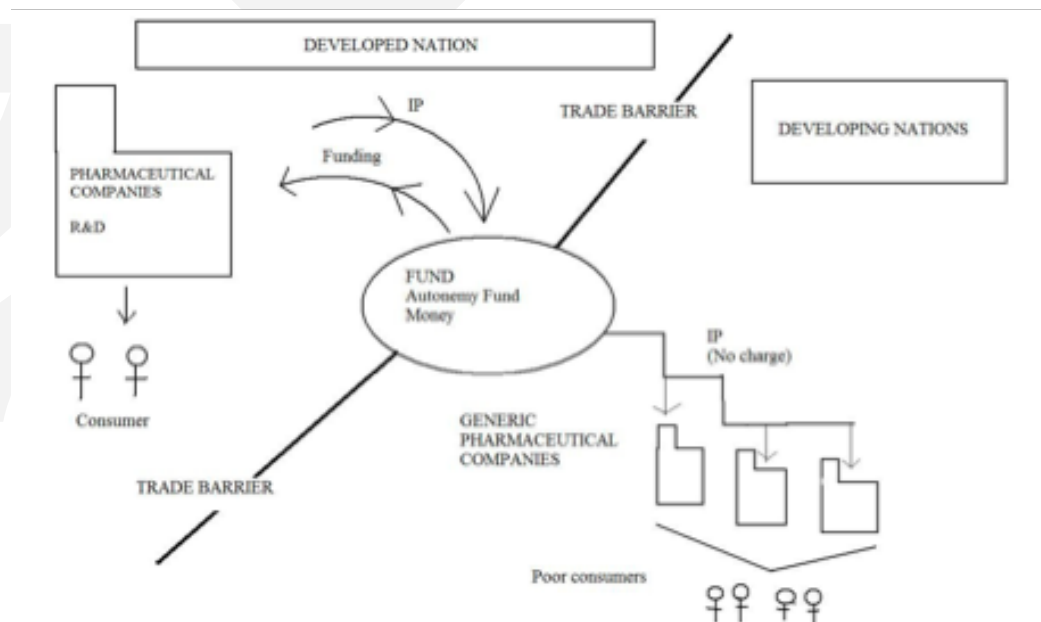 DEVELOPED NATION
IP
TRADE BARRIER
DEVELOPING NATIONS
Funding
PHARMACEUTICAL
COMPANIES
R&D
FUND
Autonemy Fund
Money
IP
(No charge)
Consumer
GENERIC
PHARMACEUTICAL
COMPANIES
TRADE BARRIER
Poor consumers